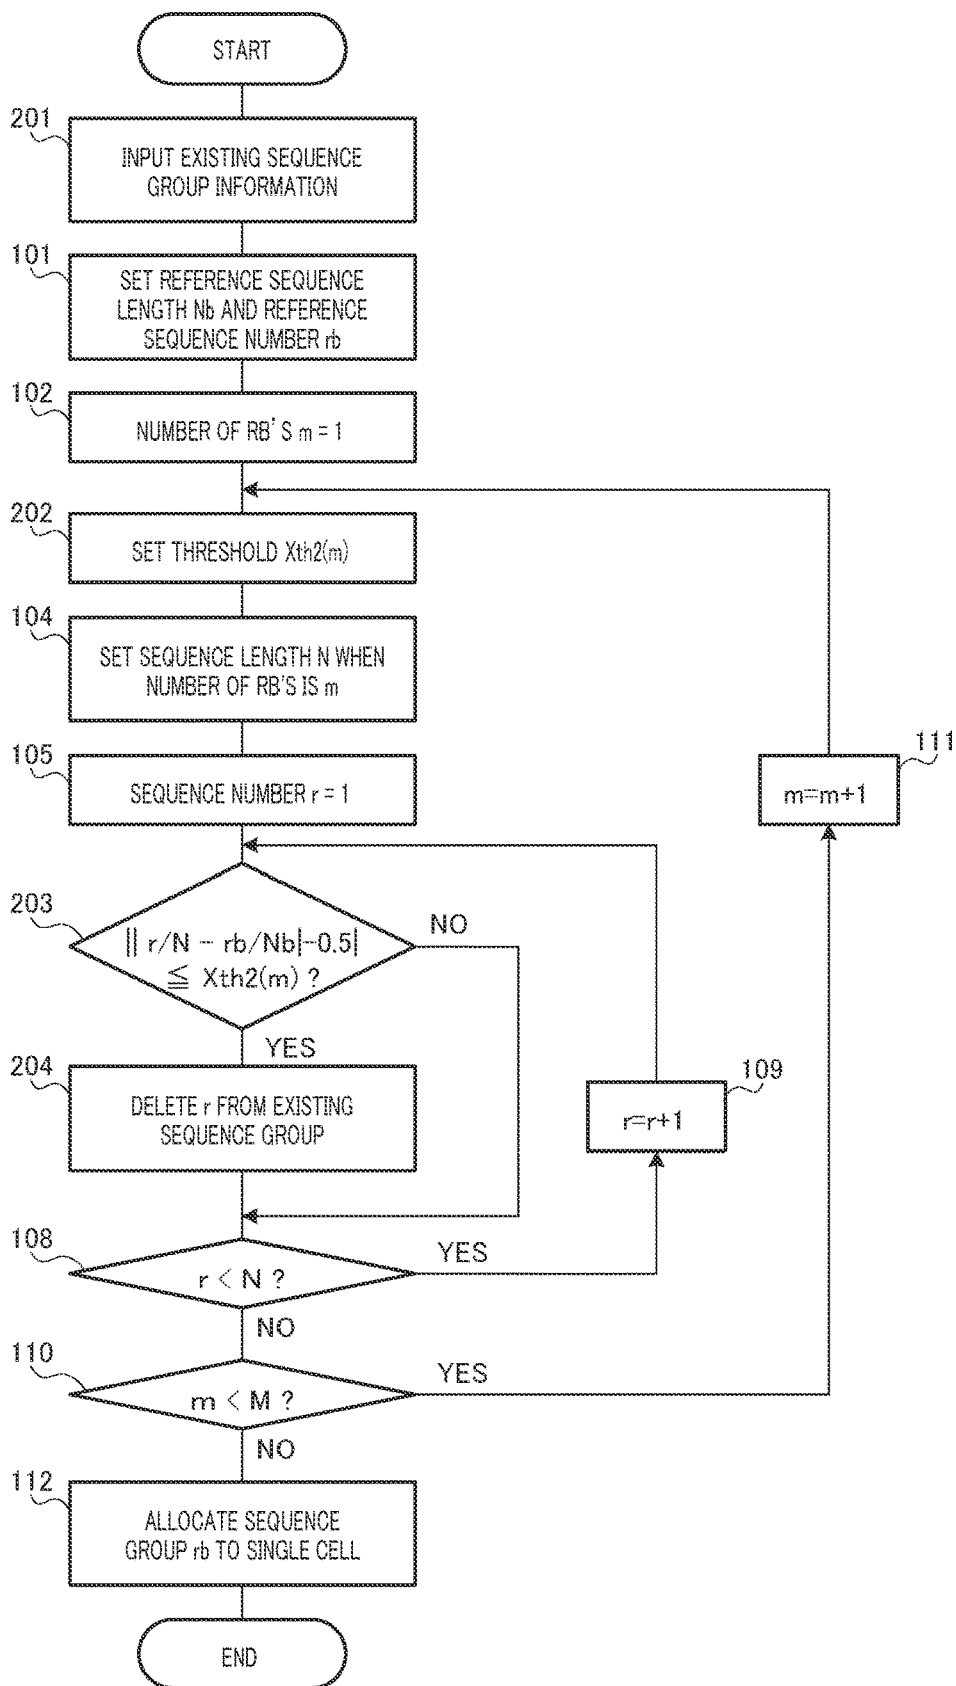 START
201
INPUT EXISTING SEQUENCE
GROUP INFORMATION
101
SET REFERENCE SEQUENCE
LENGTH Nb AND REFERENCE
SEQUENCE NUMBER rb
102
NUMBER OF RB'S m = 1
202
SET THRESHOLD Xth2(m)
104
SET SEQUENCE LENGTH N WHEN
NUMBER OF RB'S IS m
105
SEQUENCE NUMBER r = 1
111
m=m+1
203
|| r/N - rb/Nb|-0.5|
≦ Xth2(m) ?
NO
YES
204
DELETE r FROM EXISTING
SEQUENCE GROUP
109
r=r+1
108
r < N ?
YES
NO
110
m < M ?
YES
NO
112
ALLOCATE SEQUENCE
GROUP rb TO SINGLE CELL
END